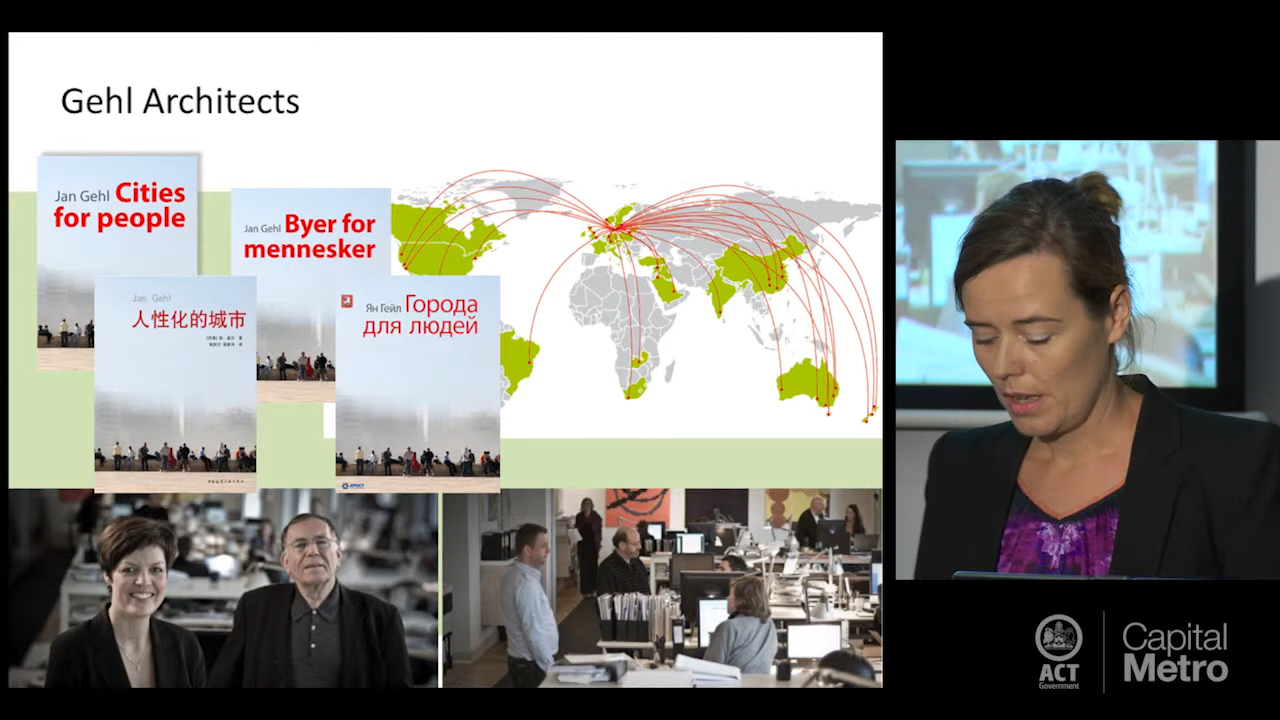 Gehl Architects
Jan Gehl Cities
for people
Jan Gehl Byer for
mennesker
Jan Gehl
人性化的城市
Ян Гейл Города
для людей
КРОСТ
ACT
Government
Capital
Metro